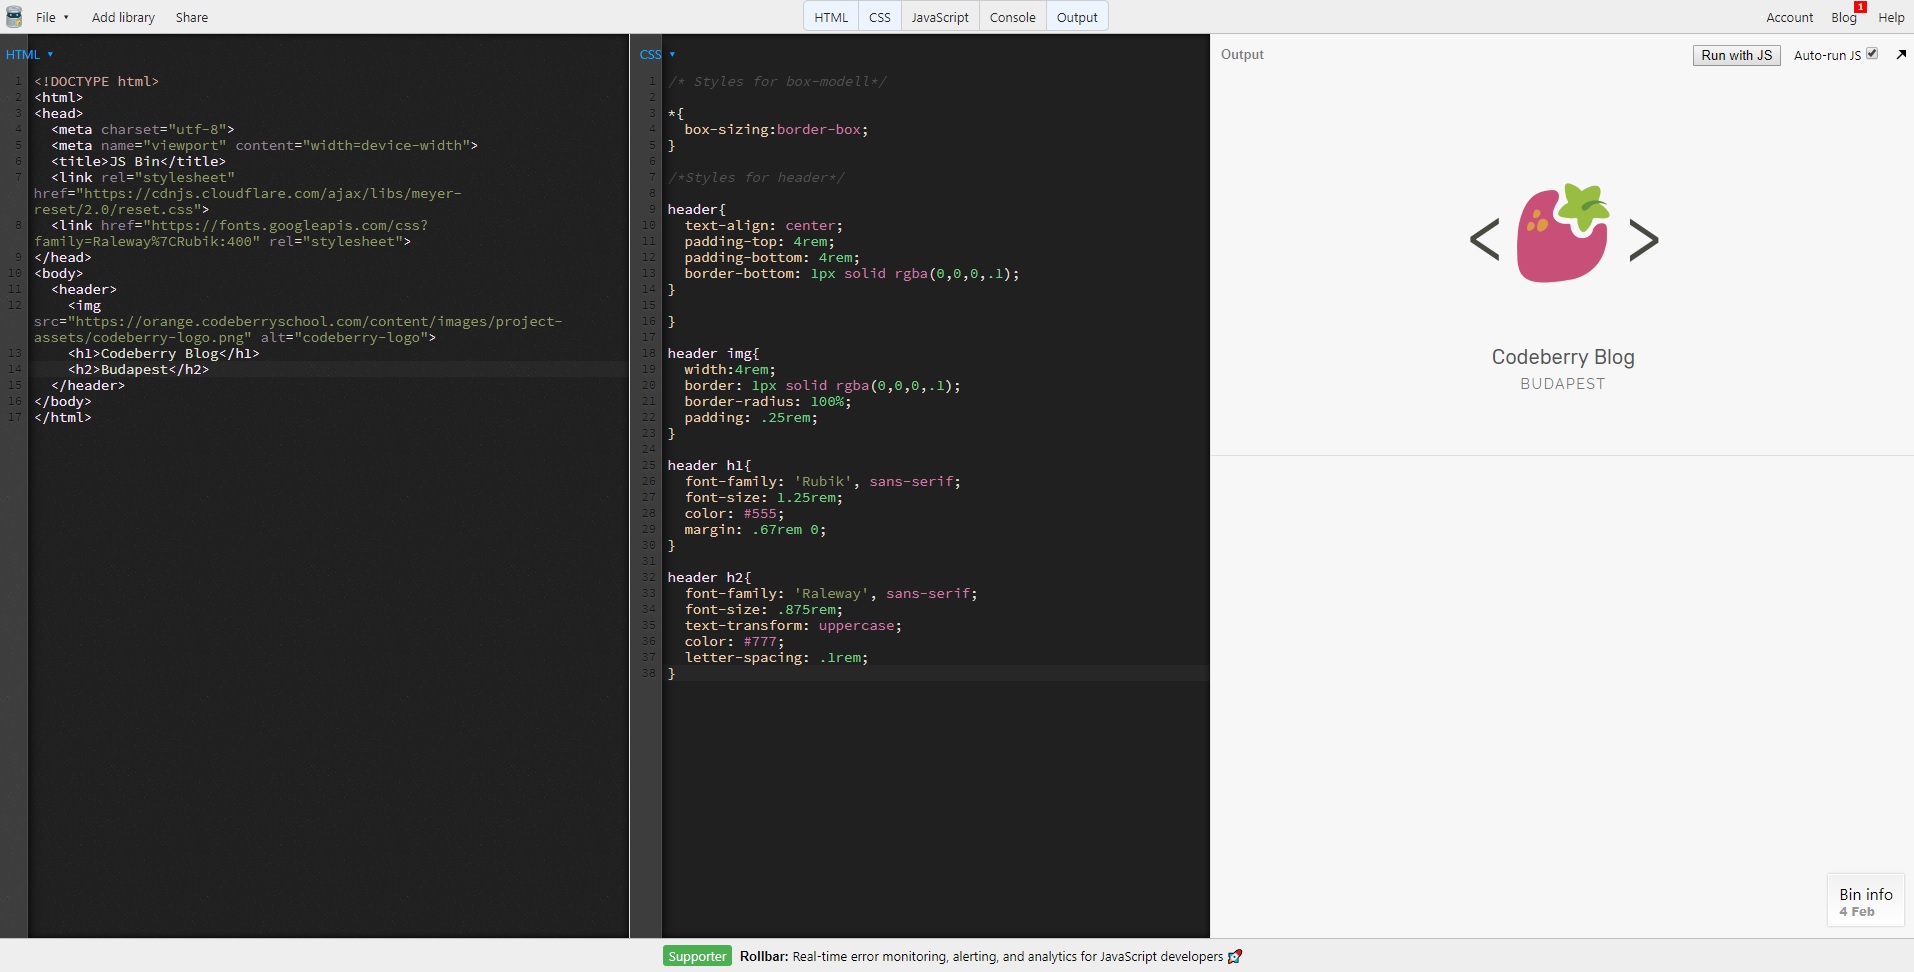 File ▾ Add library Share HTML CSS JavaScript Console Output Account Blog 1 Help
HTML ▾
1 <!DOCTYPE html>
2 <html>
3 <head>
4 <meta charset="utf-8">
5 <meta name="viewport" content="width=device-width">
6 <title>JS Bin</title>
7 <link rel="stylesheet"
href="https://cdnjs.cloudflare.com/ajax/libs/meyer-
reset/2.0/reset.css">
8 <link href="https://fonts.googleapis.com/css?
family=Raleway%7CRubik:400" rel="stylesheet">
9 </head>
10 <body>
11 <header>
12 <img
src="https://orange.codeberryschool.com/content/images/project-
assets/codeberry-logo.png" alt="codeberry-logo">
13 <h1>Codeberry Blog</h1>
14 <h2>Budapest</h2>
15 </header>
16 </body>
17 </html>
CSS ▾
1 /* Styles for box-modell*/
2
3 *{
4 box-sizing:border-box;
5 }
6
7 /*Styles for header*/
8
9 header{
10 text-align: center;
11 padding-top: 4rem;
12 padding-bottom: 4rem;
13 border-bottom: 1px solid rgba(0,0,0,.1);
14 }
15
16 }
17
18 header img{
19 width:4rem;
20 border: 1px solid rgba(0,0,0,.1);
21 border-radius: 100%;
22 padding: .25rem;
23 }
24
25 header h1{
26 font-family: 'Rubik', sans-serif;
27 font-size: 1.25rem;
28 color: #555;
29 margin: .67rem 0;
30 }
31
32 header h2{
33 font-family: 'Raleway', sans-serif;
34 font-size: .875rem;
35 text-transform: uppercase;
36 color: #777;
37 letter-spacing: .1rem;
38 }
Output Run with JS Auto-run JS
< >
Codeberry Blog
BUDAPEST
Bin info
4 Feb
Supporter Rollbar: Real-time error monitoring, alerting, and analytics for JavaScript developers 🚀